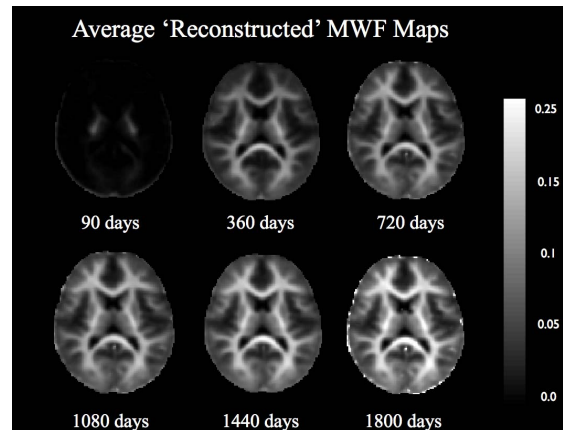 Average ‘Reconstructed’ MWF Maps
90 days
360 days
720 days
1080 days
1440 days
1800 days
0.25
0.15
0.1
0.05
0.0